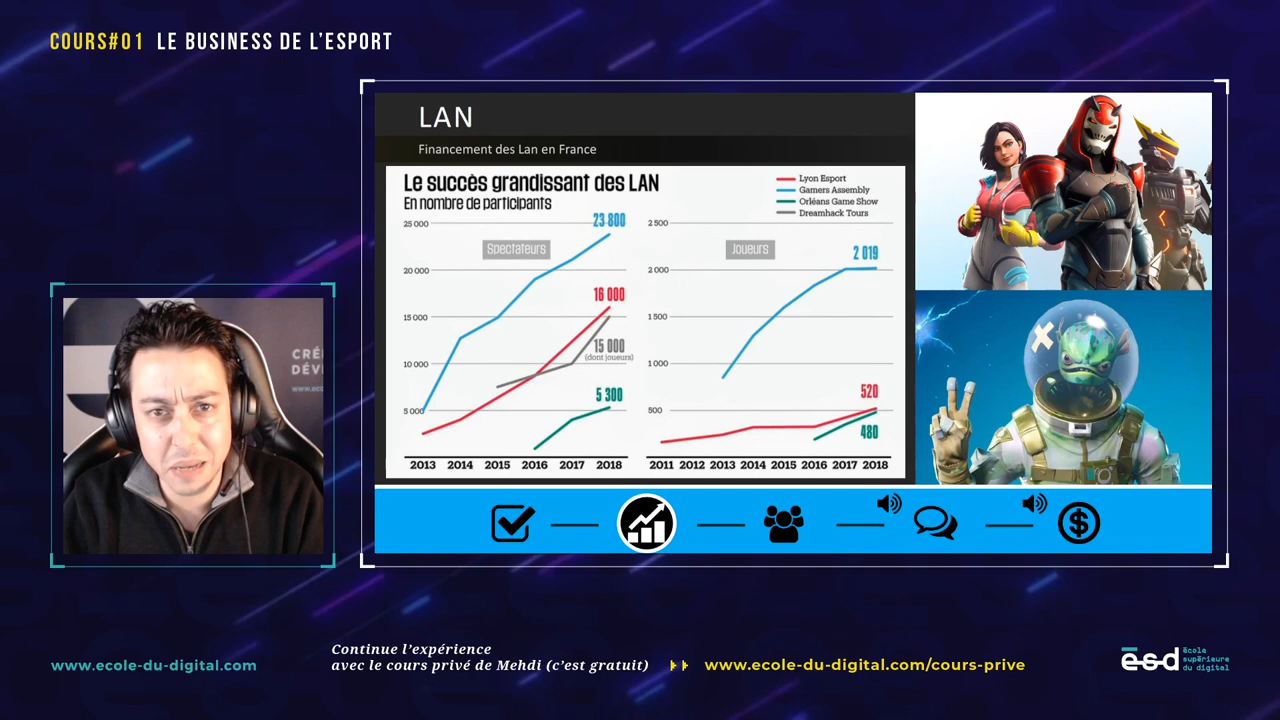 COURS#01 LE BUSINESS DE L'ESPORT
LAN
Financement des Lan en France
Le succès grandissant des LAN
En nombre de participants
Lyon Esport
Gamers Assembly
Orléans Game Show
Dreamhack Tours
Spectateurs
25 000
20 000
15 000
10 000
5 000
23 800
16 000
15 000
(dont joueurs)
5 300
2013 2014 2015 2016 2017 2018
Joueurs
2 500
2 000
1 500
1 000
500
2 019
520
480
2011 2012 2013 2014 2015 2016 2017 2018
CRÉ
DÉV
www.ec
Continue l'expérience
avec le cours privé de Mehdi (c'est gratuit)
www.ecole-du-digital.com
www.ecole-du-digital.com/cours-prive
esd
école
supérieure
du digital